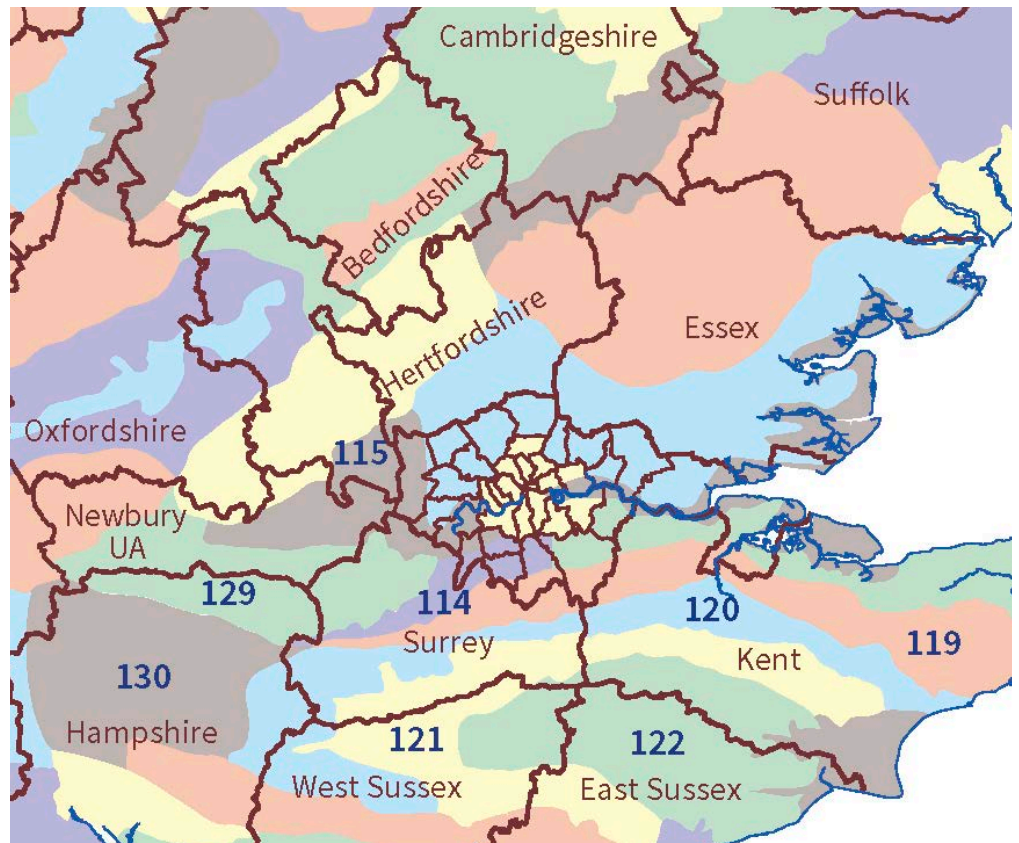 Cambridgeshire
Suffolk
Bedfordshire
Hertfordshire
Essex
Oxfordshire
115
Newbury
UA
129
114
120
Surrey
119
Kent
130
Hampshire
121
122
West Sussex
East Sussex